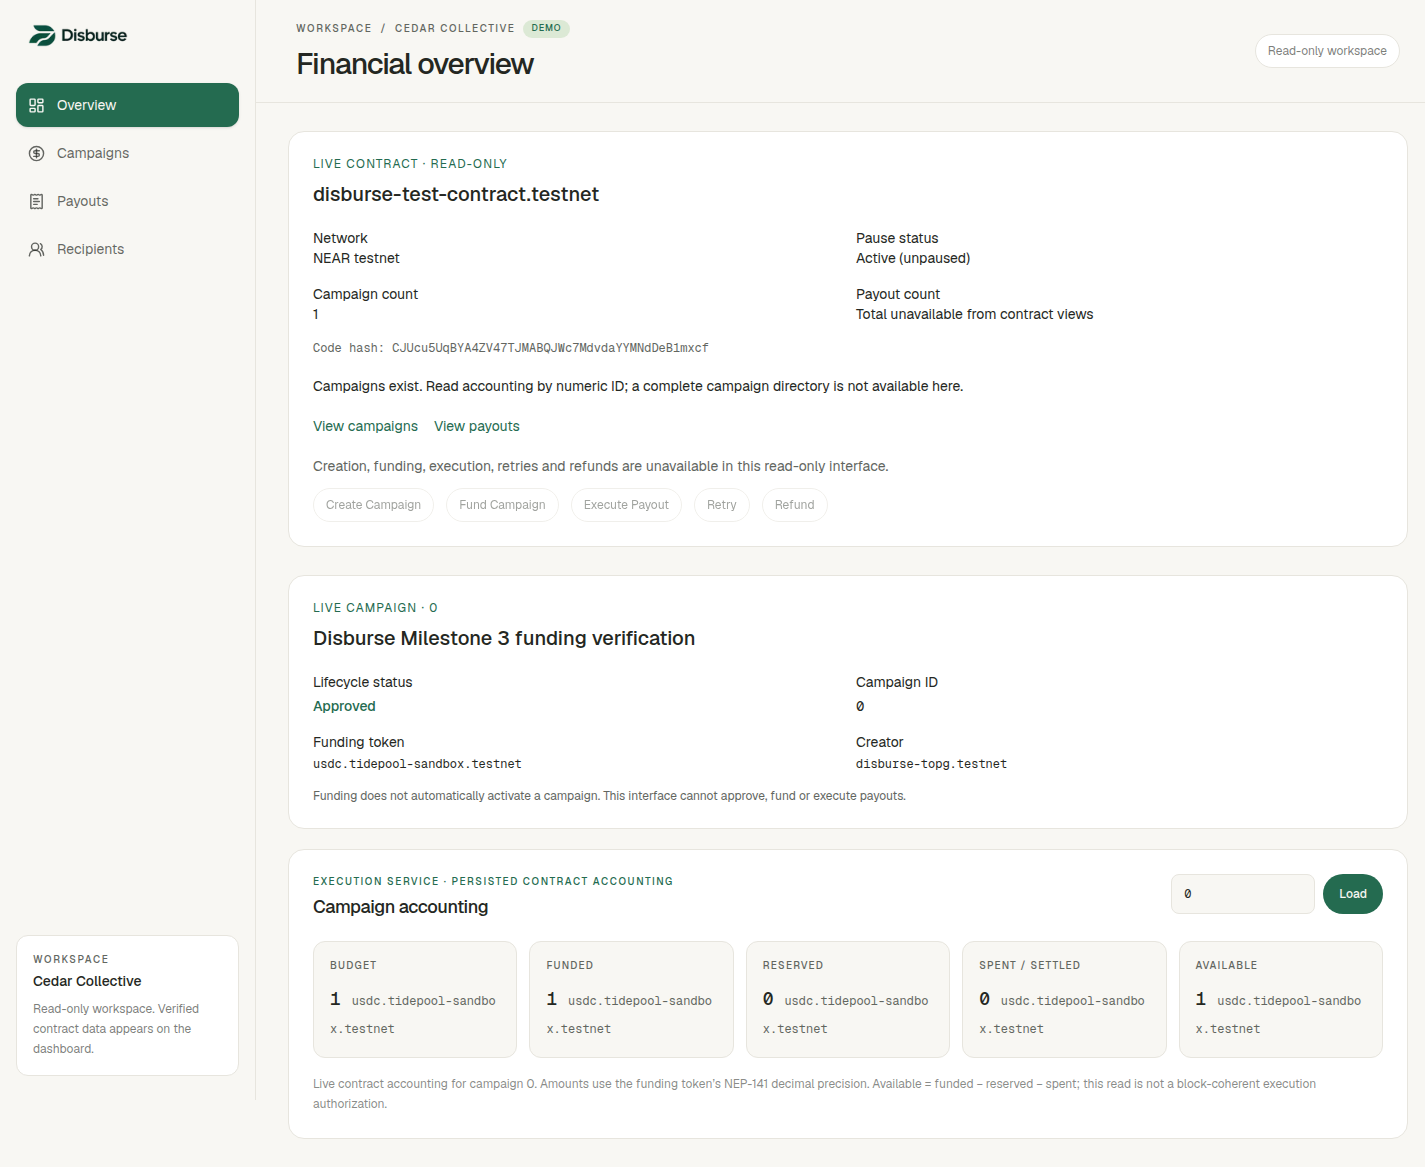 Disburse
Overview
Campaigns
Payouts
Recipients
WORKSPACE
Cedar Collective
Read-only workspace. Verified
contract data appears on the
dashboard.
WORKSPACE / CEDAR COLLECTIVE DEMO
Financial overview
Read-only workspace
LIVE CONTRACT · READ-ONLY
disburse-test-contract.testnet
Network
NEAR testnet
Pause status
Active (unpaused)
Campaign count
1
Payout count
Total unavailable from contract views
Code hash: CJUcu5UqBYA4ZV47TJMABQJWc7MdvdaYYMNdDeB1mxcf
Campaigns exist. Read accounting by numeric ID; a complete campaign directory is not available here.
View campaigns View payouts
Creation, funding, execution, retries and refunds are unavailable in this read-only interface.
Create Campaign Fund Campaign Execute Payout Retry Refund
LIVE CAMPAIGN · 0
Disburse Milestone 3 funding verification
Lifecycle status
Approved
Campaign ID
0
Funding token
usdc.tidepool-sandbox.testnet
Creator
disburse-topg.testnet
Funding does not automatically activate a campaign. This interface cannot approve, fund or execute payouts.
EXECUTION SERVICE · PERSISTED CONTRACT ACCOUNTING
Campaign accounting
0 Load
BUDGET
1 usdc.tidepool-sandbo
x.testnet
FUNDED
1 usdc.tidepool-sandbo
x.testnet
RESERVED
0 usdc.tidepool-sandbo
x.testnet
SPENT / SETTLED
0 usdc.tidepool-sandbo
x.testnet
AVAILABLE
1 usdc.tidepool-sandbo
x.testnet
Live contract accounting for campaign 0. Amounts use the funding token's NEP-141 decimal precision. Available = funded – reserved – spent; this read is not a block-coherent execution
authorization.